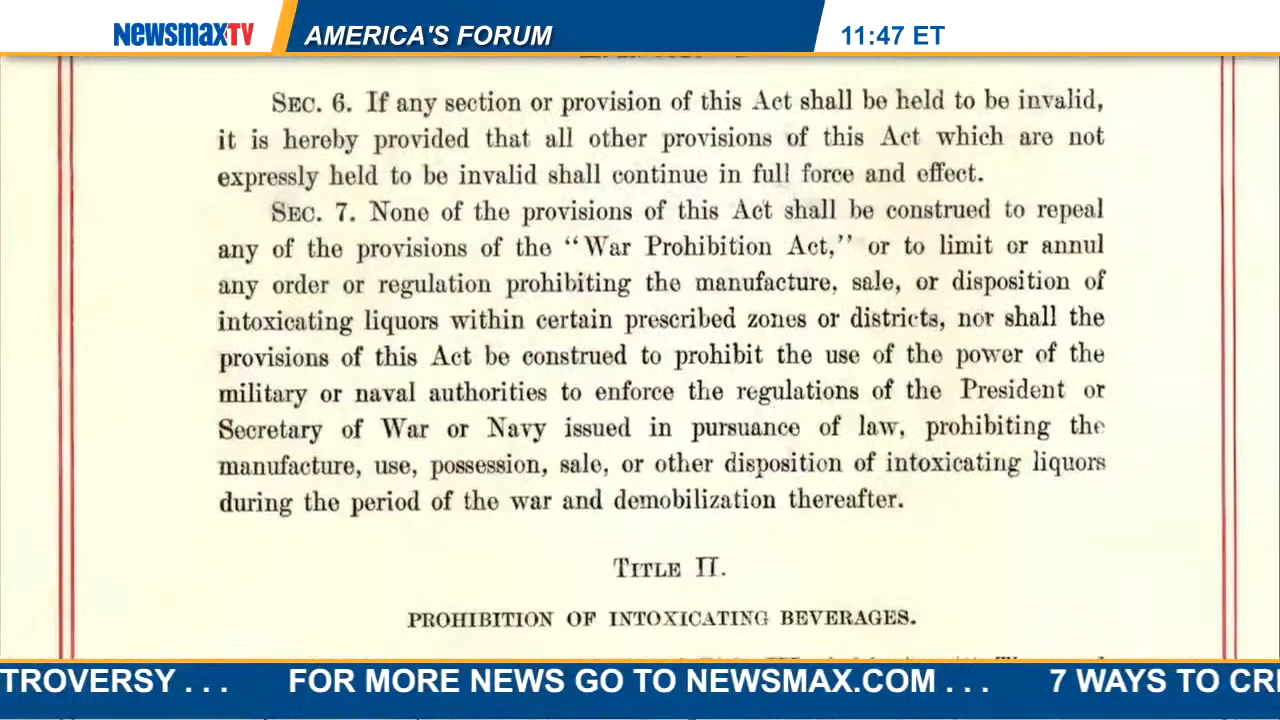 NEWSMAXTV
AMERICA'S FORUM
11:47 ET
SEC. 6. If any section or provision of this Act shall be held to be invalid,
it is hereby provided that all other provisions of this Act which are not
expressly held to be invalid shall continue in full force and effect.
SEC. 7. None of the provisions of this Act shall be construed to repeal
any of the provisions of the "War Prohibition Act," or to limit or annul
any order or regulation prohibiting the manufacture, sale, or disposition of
intoxicating liquors within certain prescribed zones or districts, nor shall the
provisions of this Act be construed to prohibit the use of the power of the
military or naval authorities to enforce the regulations of the President or
Secretary of War or Navy issued in pursuance of law, prohibiting the
manufacture, use, possession, sale, or other disposition of intoxicating liquors
during the period of the war and demobilization thereafter.
TITLE II.
PROHIBITION OF INTOXICATING BEVERAGES.
TROVERSY . . . FOR MORE NEWS GO TO NEWSMAX.COM . . . 7 WAYS TO CRE